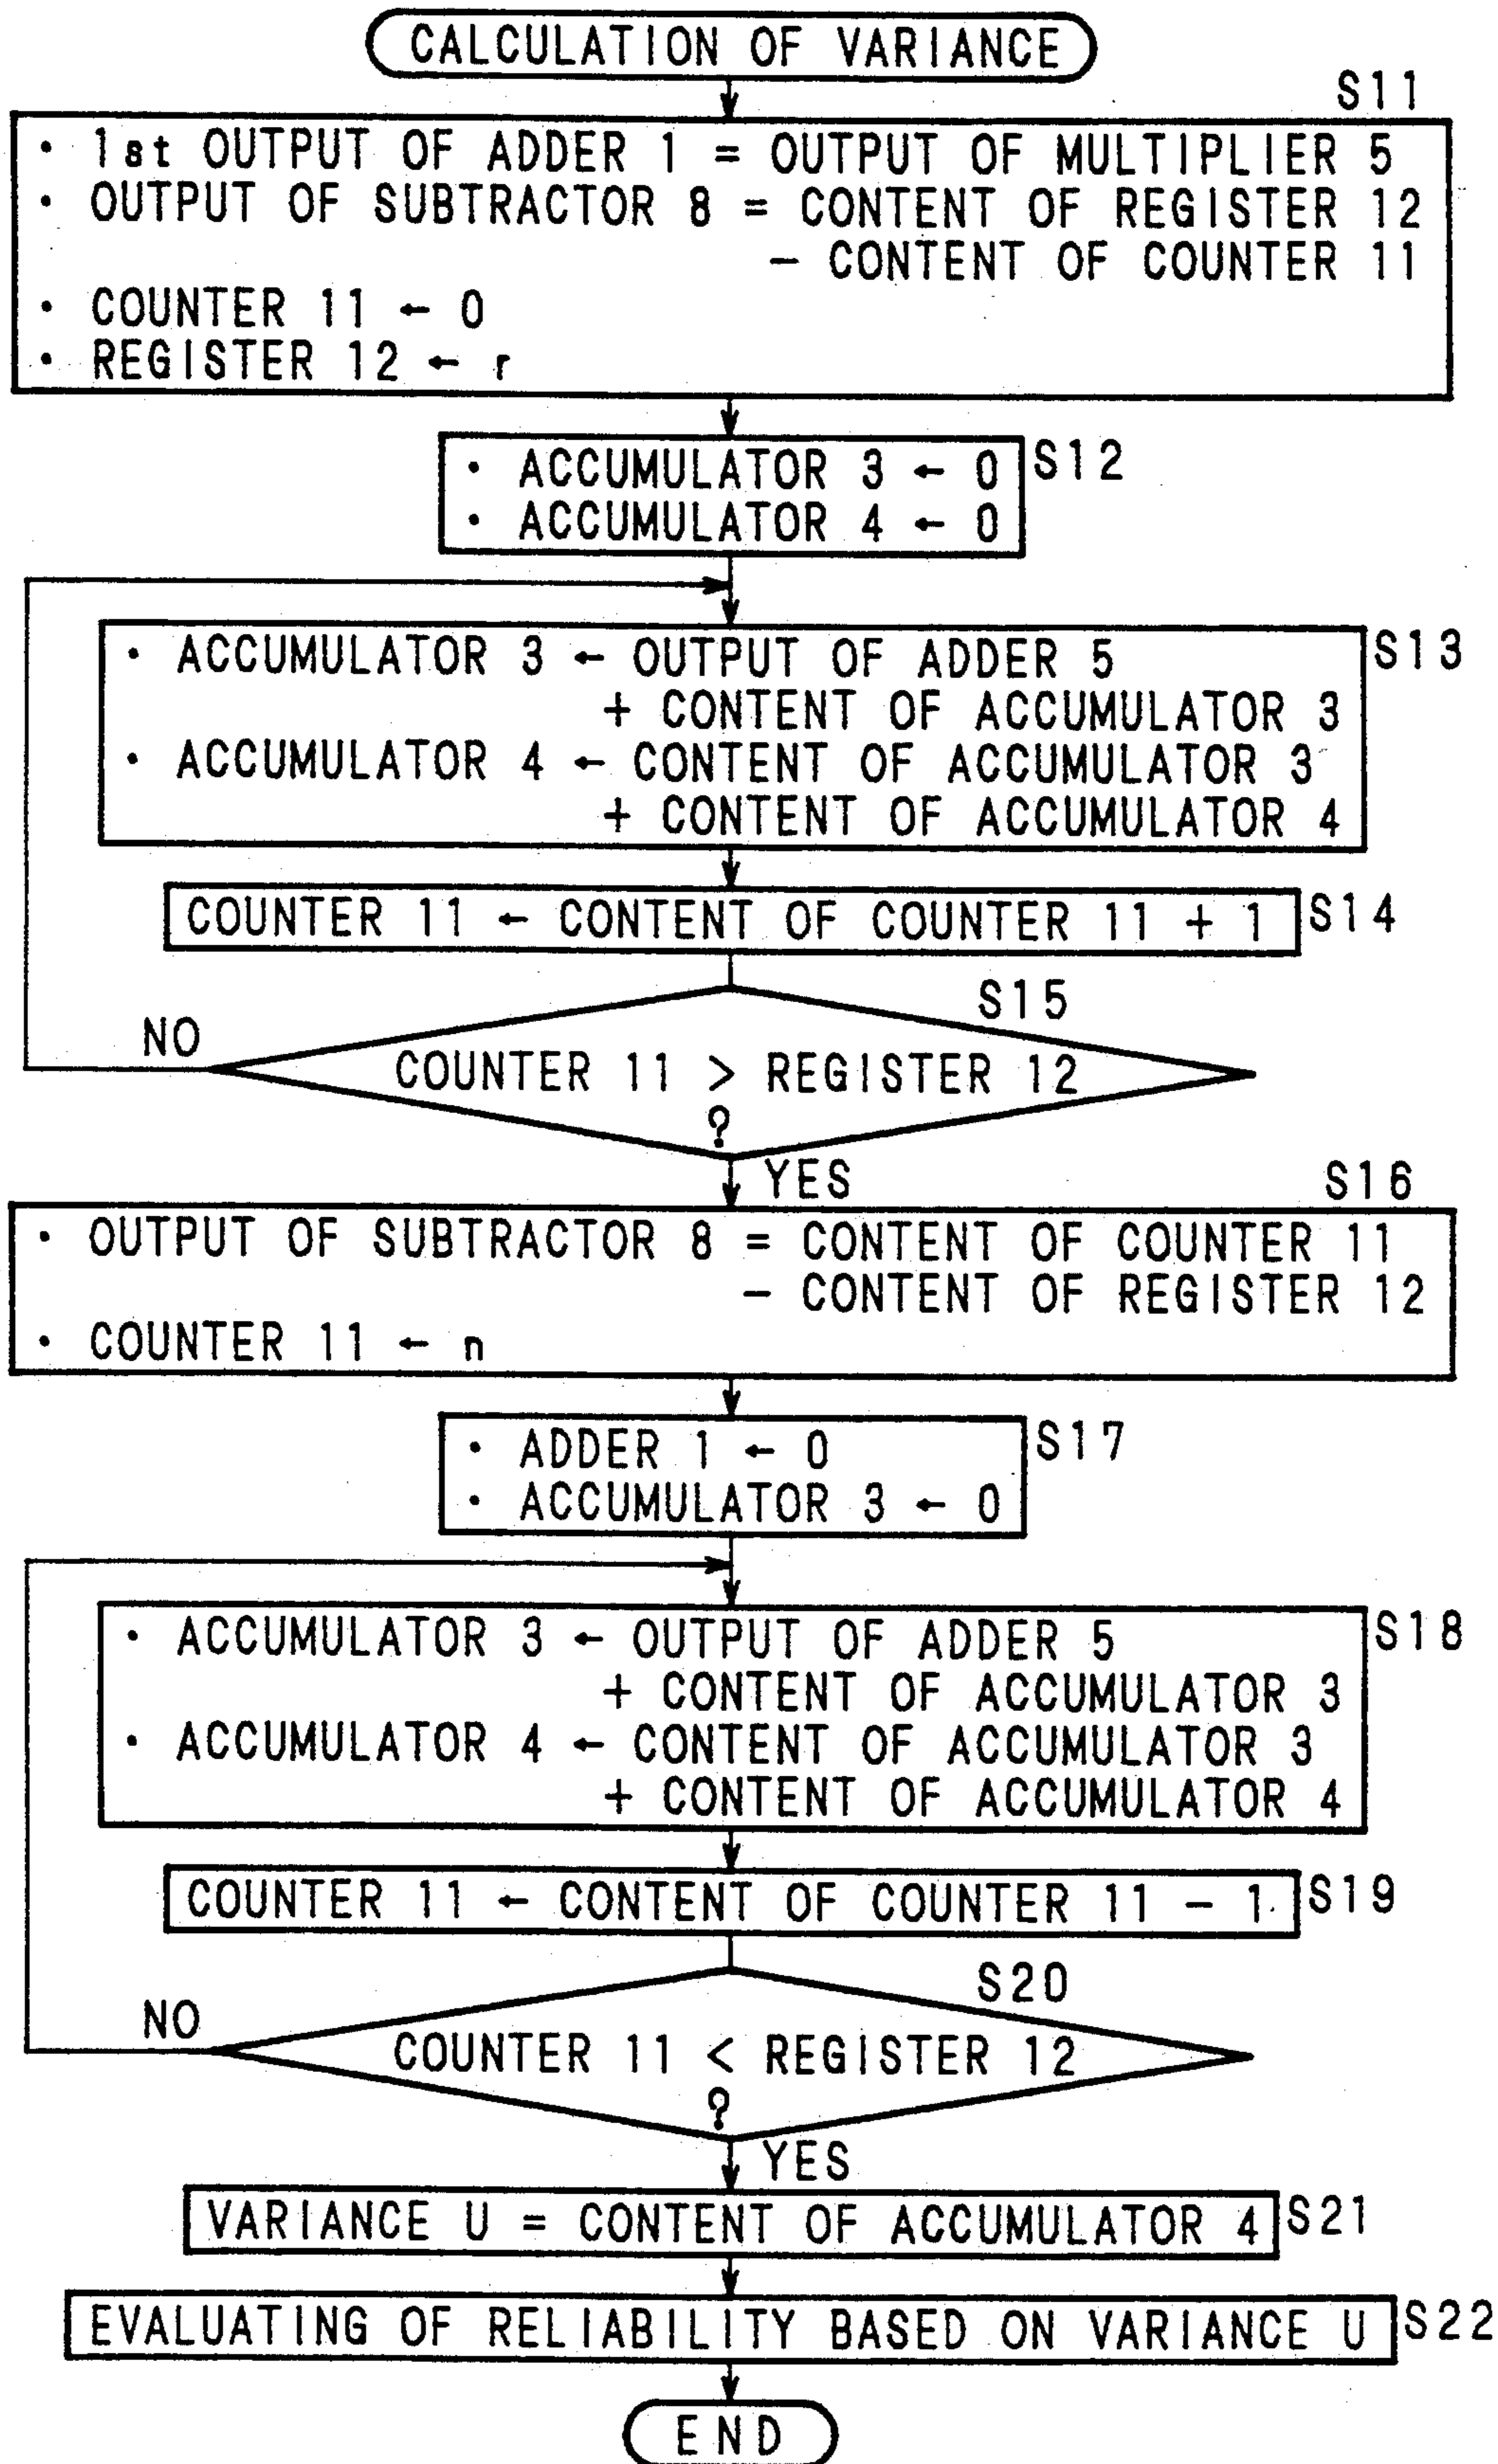 CALCULATION OF VARIANCE
S11
· 1st OUTPUT OF ADDER 1 = OUTPUT OF MULTIPLIER 5
· OUTPUT OF SUBTRACTOR 8 = CONTENT OF REGISTER 12
- CONTENT OF COUNTER 11
· COUNTER 11 ← 0
· REGISTER 12 ← r
· ACCUMULATOR 3 ← 0
S12
· ACCUMULATOR 4 ← 0
· ACCUMULATOR 3 ← OUTPUT OF ADDER 5
S13
+ CONTENT OF ACCUMULATOR 3
· ACCUMULATOR 4 ← CONTENT OF ACCUMULATOR 3
+ CONTENT OF ACCUMULATOR 4
COUNTER 11 ← CONTENT OF COUNTER 11 + 1
S14
S15
NO
COUNTER 11 > REGISTER 12
?
YES
S16
· OUTPUT OF SUBTRACTOR 8 = CONTENT OF COUNTER 11
- CONTENT OF REGISTER 12
· COUNTER 11 ← n
· ADDER 1 ← 0
S17
· ACCUMULATOR 3 ← 0
· ACCUMULATOR 3 ← OUTPUT OF ADDER 5
S18
+ CONTENT OF ACCUMULATOR 3
· ACCUMULATOR 4 ← CONTENT OF ACCUMULATOR 3
+ CONTENT OF ACCUMULATOR 4
COUNTER 11 ← CONTENT OF COUNTER 11 - 1
S19
S20
NO
COUNTER 11 < REGISTER 12
?
YES
VARIANCE U = CONTENT OF ACCUMULATOR 4
S21
EVALUATING OF RELIABILITY BASED ON VARIANCE U
S22
END